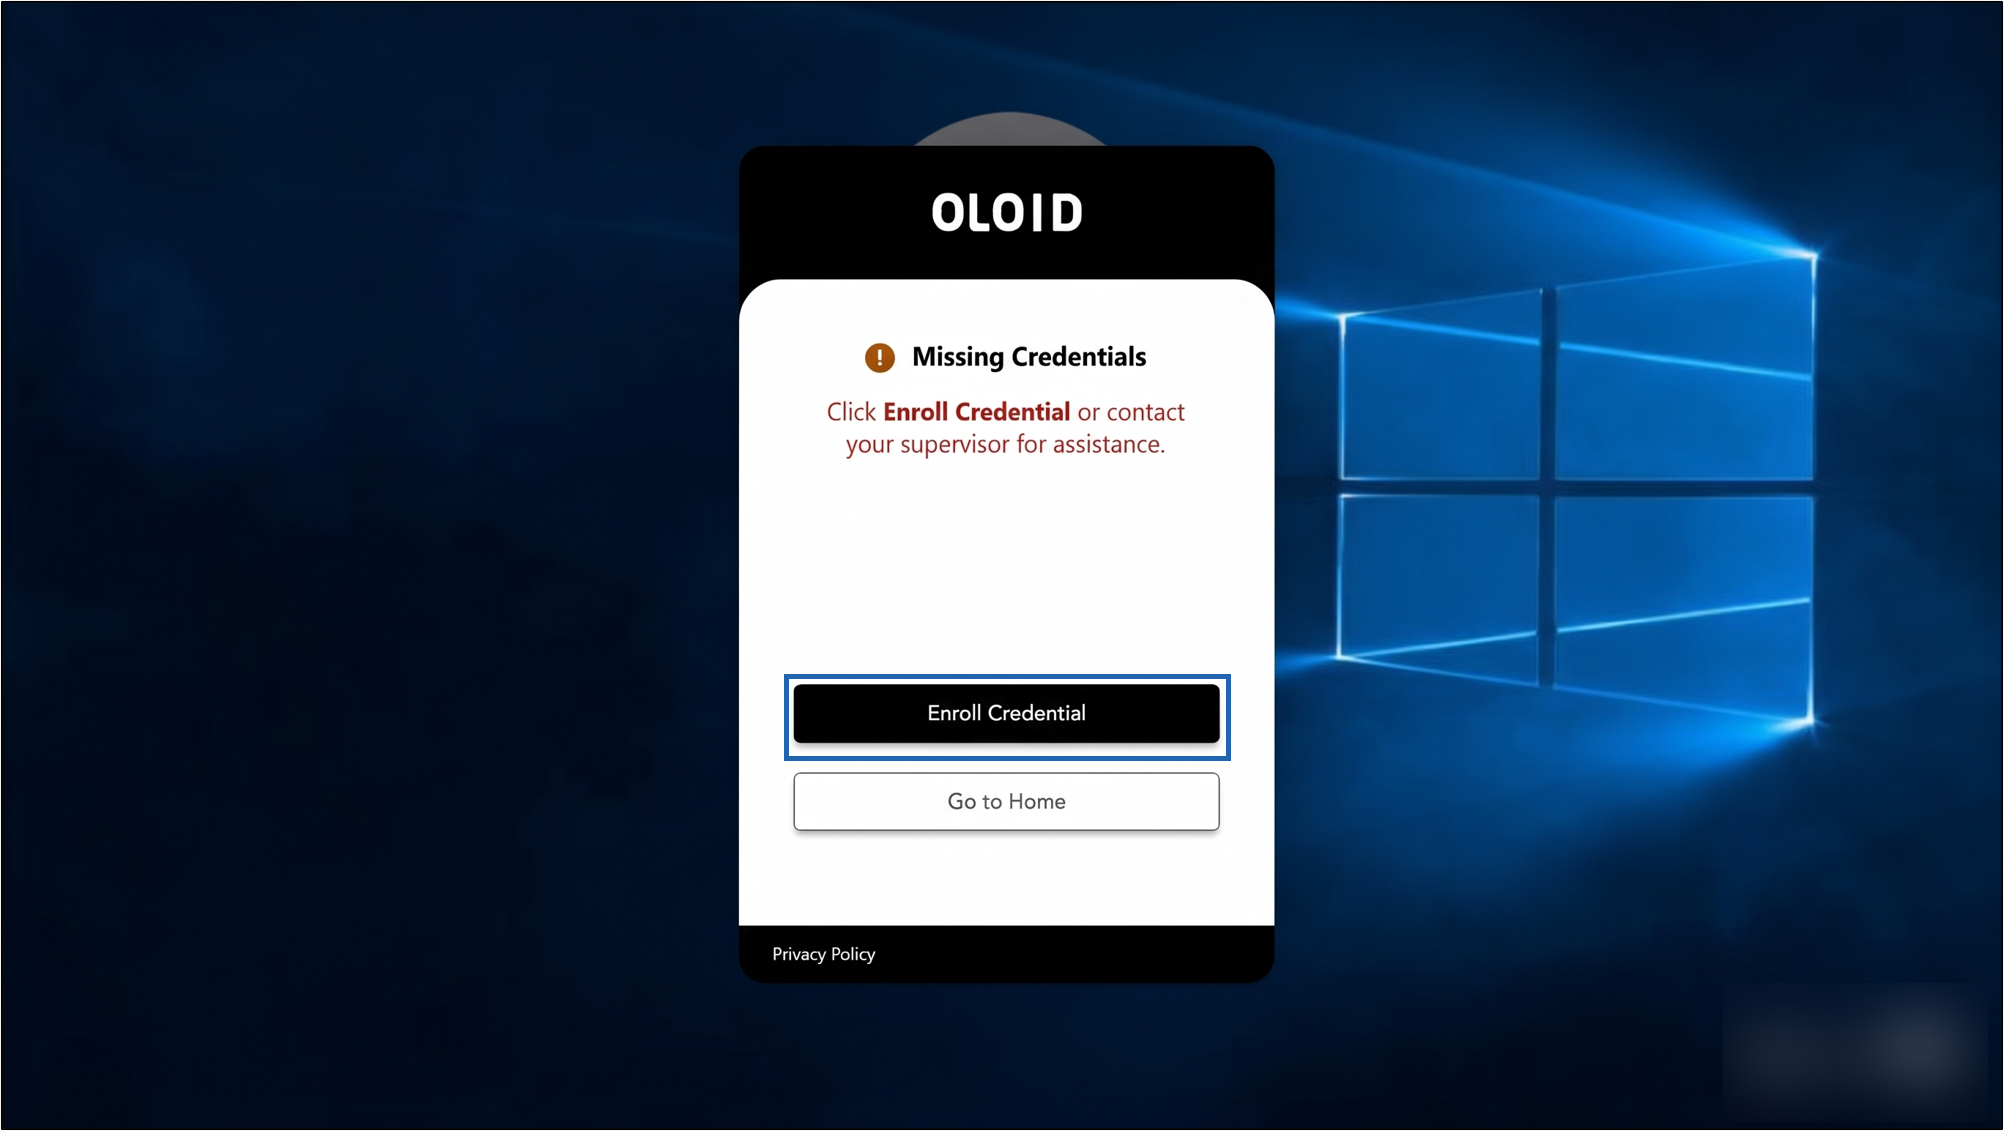 OLOID
Missing Credentials
Click Enroll Credential or contact
your supervisor for assistance.
Enroll Credential
Go to Home
Privacy Policy